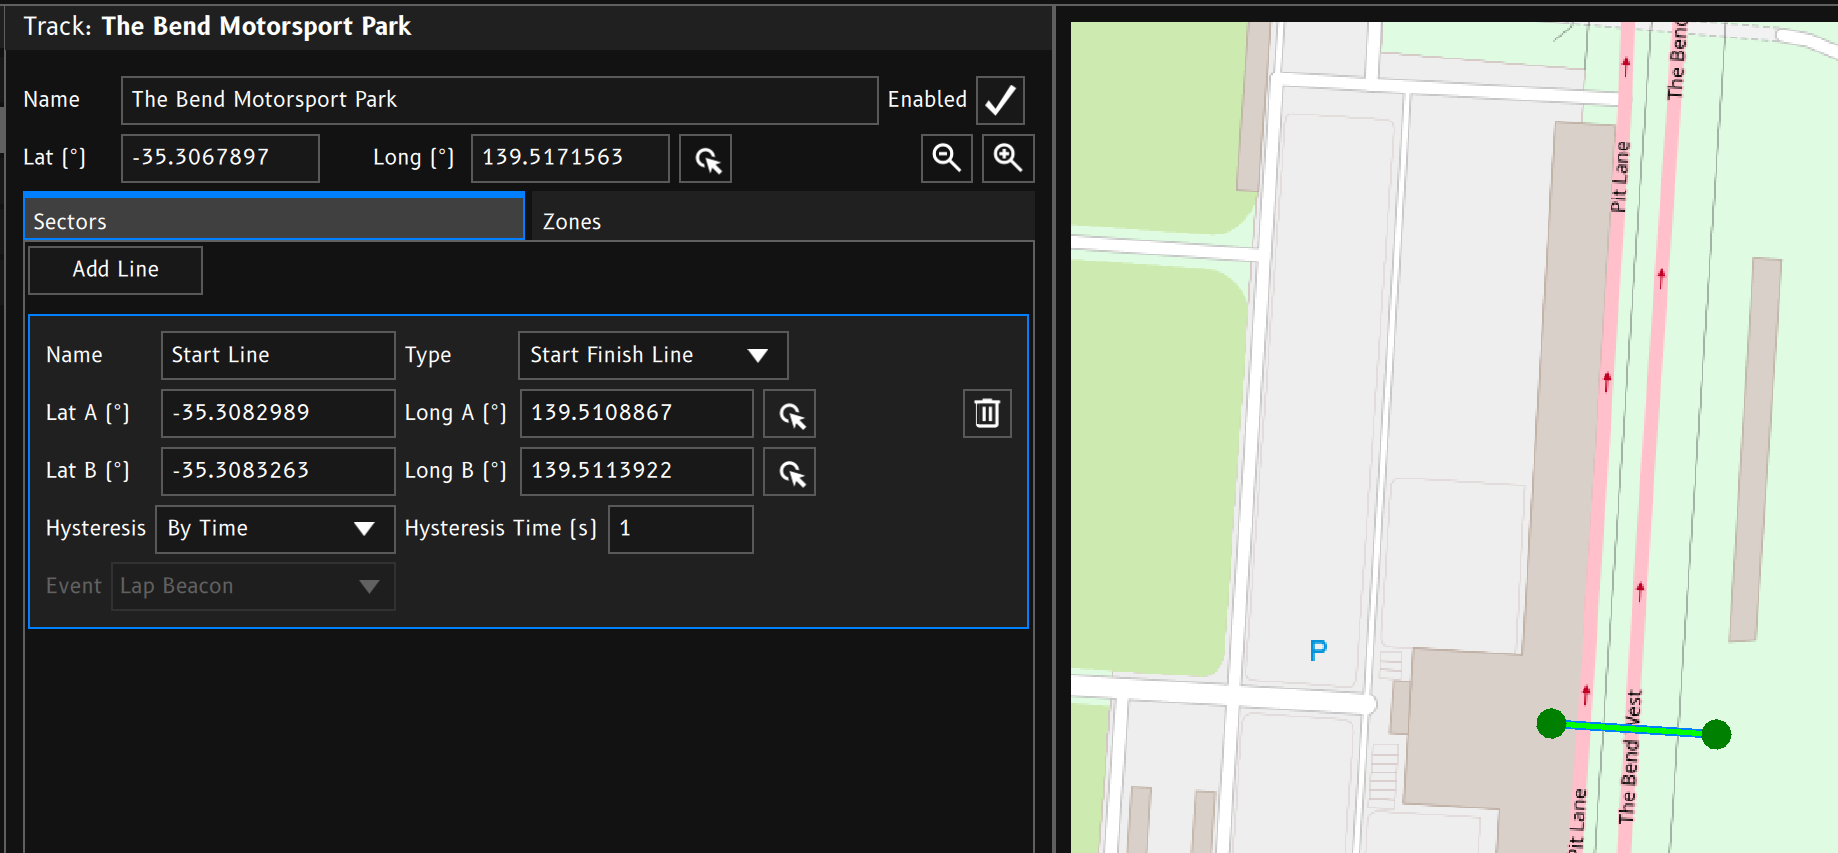 Track: The Bend Motorsport Park
Name The Bend Motorsport Park Enabled
Lat (°) -35.3067897 Long (°) 139.5171563
Sectors Zones
Add Line
Name Start Line Type Start Finish Line
Lat A (°) -35.3082989 Long A (°) 139.5108867
Lat B (°) -35.3083263 Long B (°) 139.5113922
Hysteresis By Time Hysteresis Time (s) 1
Event Lap Beacon
The Bend
Pit Lane
P
The Bend West
Pit Lane